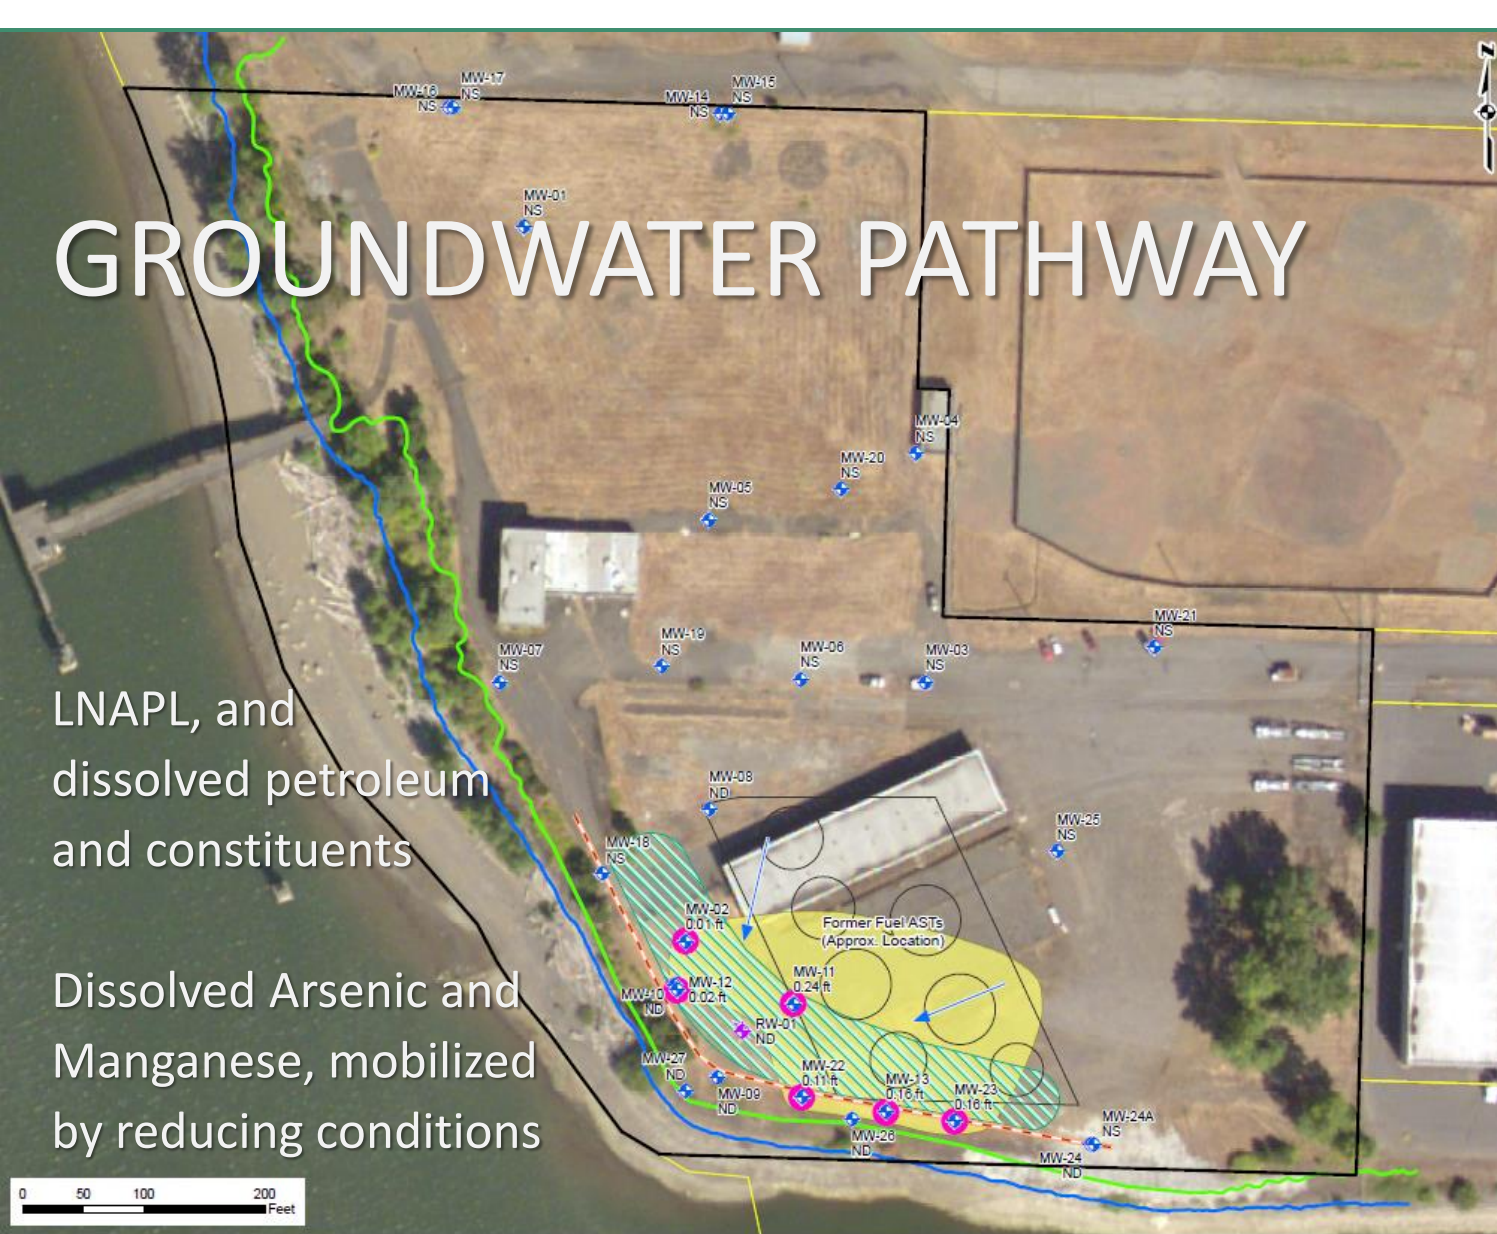 MW-16
NS
MW-17
NS
MW-14
NS
MW-15
NS
N
MW-01
NS
GROUNDWATER PATHWAY
MW-04
NS
MW-20
NS
MW-05
NS
MW-21
NS
MW-19
NS
MW-07
NS
MW-06
NS
MW-03
NS
LNAPL, and
dissolved petroleum
and constituents
MW-08
ND
MW-25
NS
MW-18
NS
MW-02
0.01 ft
Former Fuel ASTs
(Approx. Location)
MW-11
0.24 ft
MW-12
0.02 ft
MW-10
ND
RW-01
ND
Dissolved Arsenic and
Manganese, mobilized
by reducing conditions
MW-27
ND
MW-22
0.11 ft
MW-13
0.16 ft
MW-23
0.16 ft
MW-09
ND
MW-24A
NS
MW-26
ND
MW-24
ND
0 50 100 200
Feet